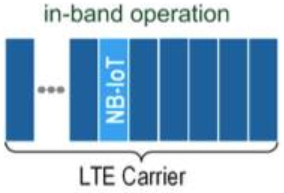 in-band operation
NB-IoT
LTE Carrier